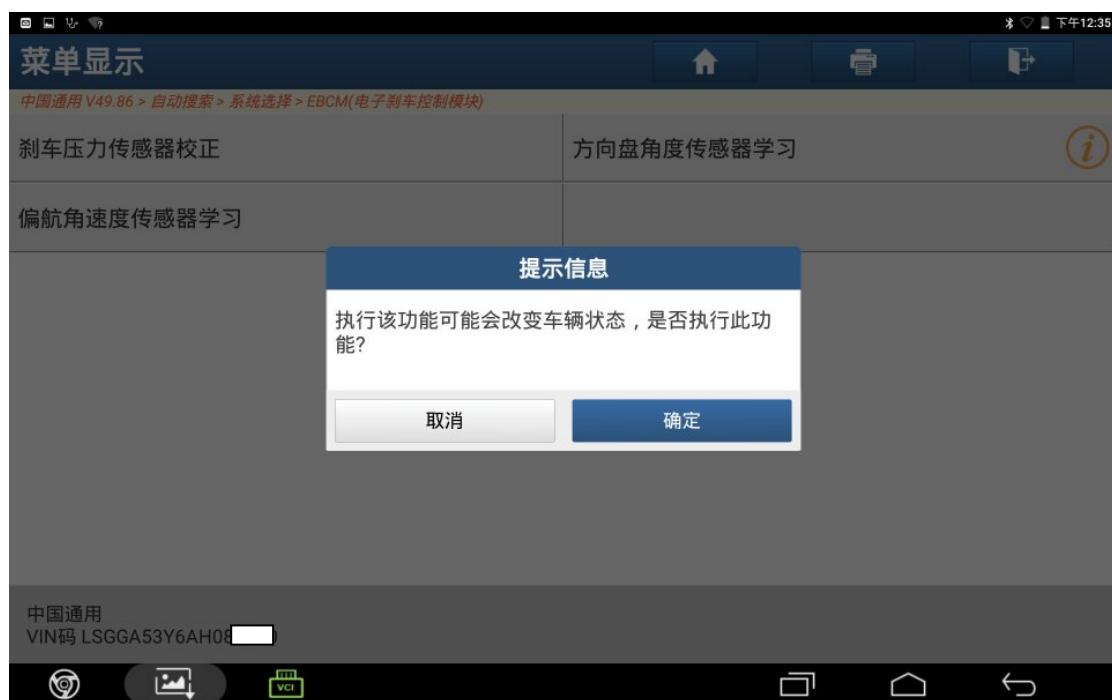 下午12:35
菜单显示
中国通用 V49.86 > 自动搜索 > 系统选择 > EBCM(电子刹车控制模块)
刹车压力传感器校正
方向盘角度传感器学习
i
偏航角速度传感器学习
提示信息
执行该功能可能会改变车辆状态，是否执行此功
能?
取消
确定
中国通用
VIN码 LSGGA53Y6AH08
VCI